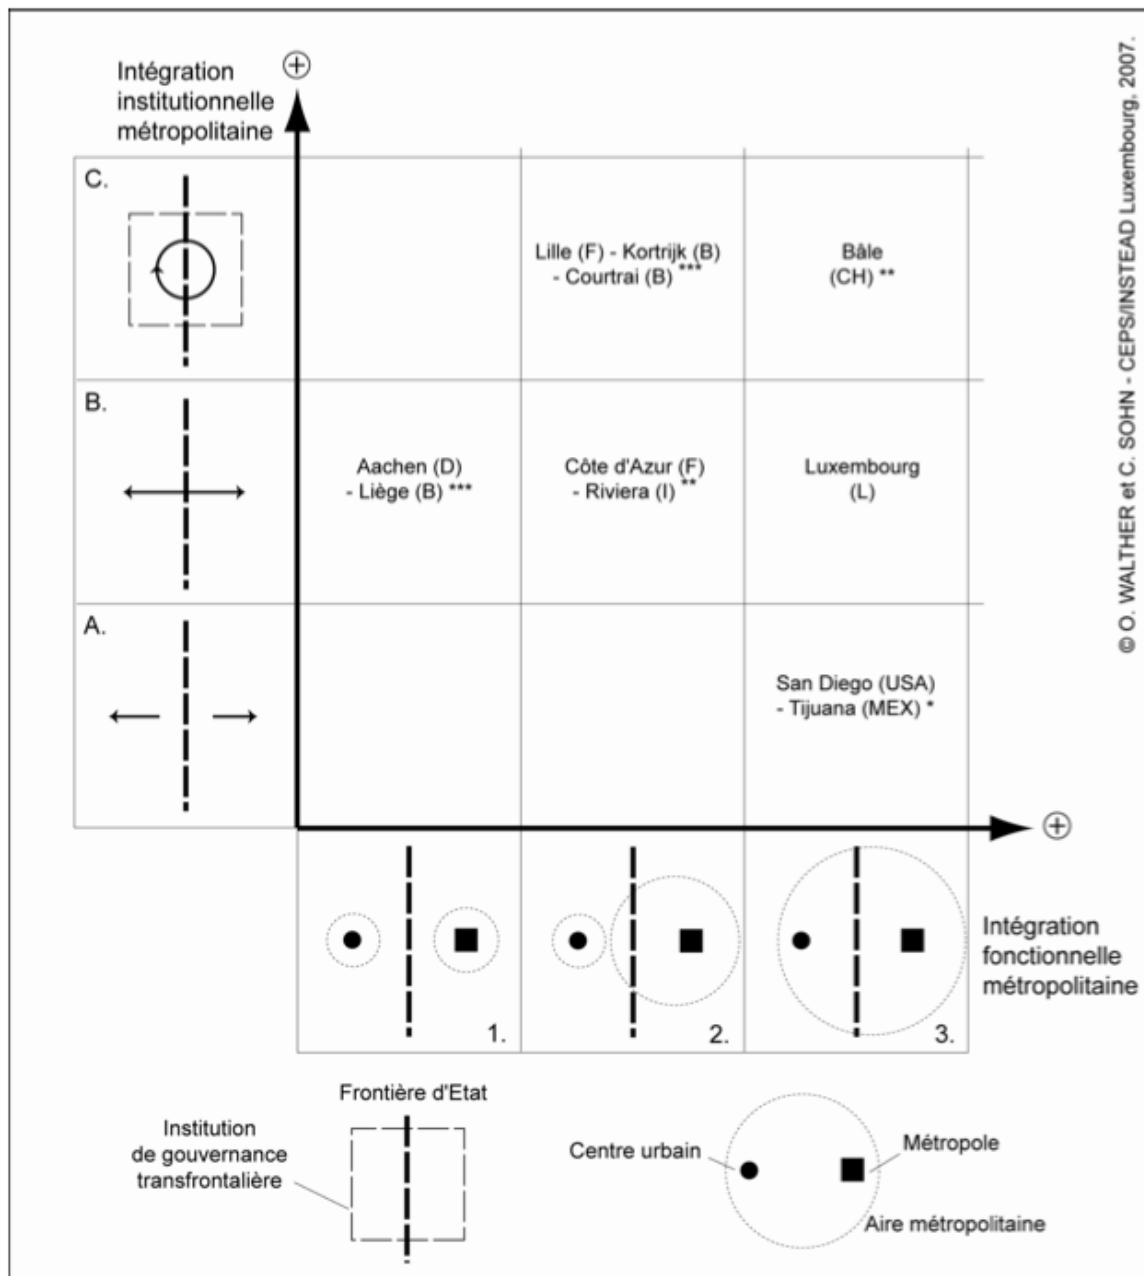 Intégration
institutionnelle
métropolitaine
C.
Lille (F) - Kortrijk (B)
- Courtrai (B) ***
Bâle
(CH) **
B.
Aachen (D)
- Liège (B) ***
Côte d'Azur (F)
- Riviera (I) **
Luxembourg
(L)
A.
San Diego (USA)
- Tijuana (MEX) *
1.
2.
3.
Intégration
fonctionnelle
métropolitaine
Frontière d'Etat
Institution
de gouvernance
transfrontalière
Centre urbain
Métropole
Aire métropolitaine
© O. WALTHER et C. SOHN - CEPS/INSTEAD Luxembourg, 2007.